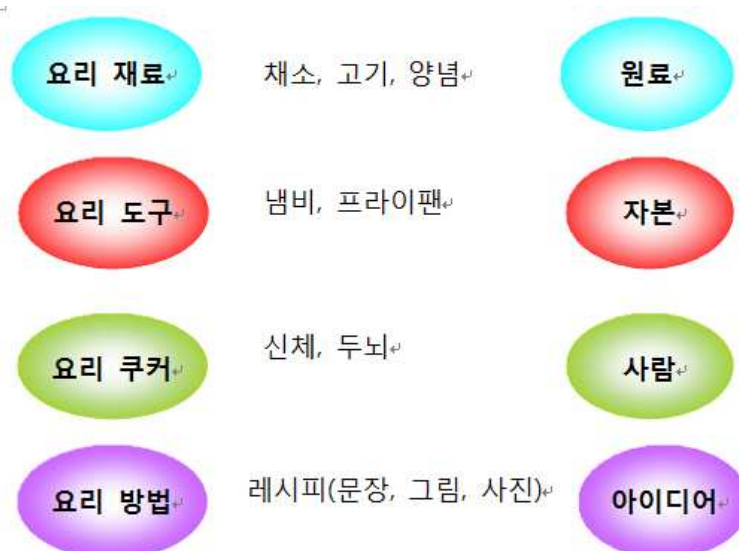 요리 재료 채소, 고기, 양념 원료
요리 도구 냄비, 프라이팬 자본
요리 쿠커 신체, 두뇌 사람
요리 방법 레시피(문장, 그림, 사진) 아이디어